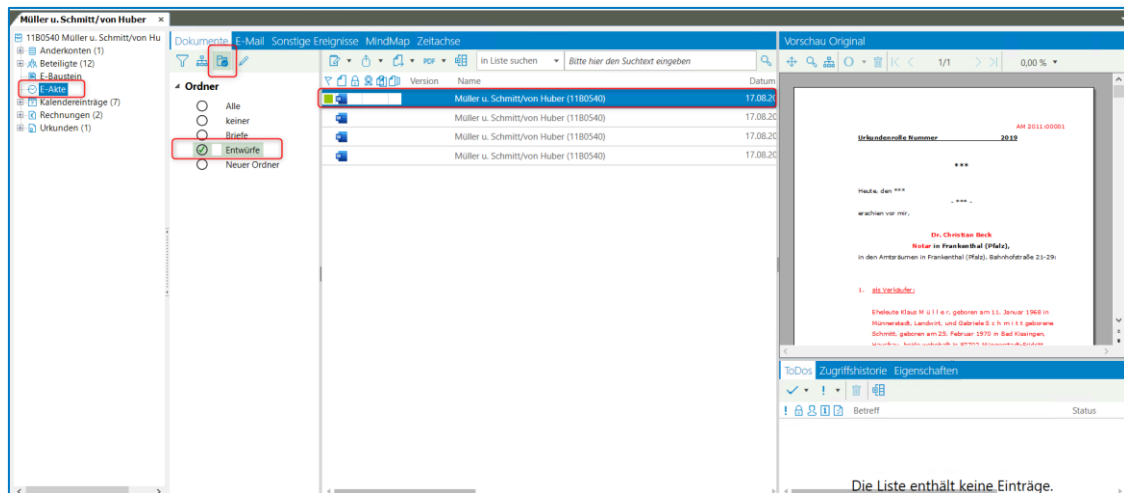 Müller u. Schmitt/von Huber ×
11B0540 Müller u. Schmitt/von Hu
Anderkonten (1)
Beteiligte (12)
E-Baustein
E-Akte
Kalendereinträge (7)
Rechnungen (2)
Urkunden (1)
Dokumente E-Mail Sonstige Ereignisse MindMap Zeitachse
PDF in Liste suchen Bitte hier den Suchtext eingeben
Ordner
Alle
keiner
Briefe
Entwürfe
Neuer Ordner
Version Name Datum
Müller u. Schmitt/von Huber (11B0540) 17.08.20
Müller u. Schmitt/von Huber (11B0540) 17.08.20
Müller u. Schmitt/von Huber (11B0540) 17.08.20
Müller u. Schmitt/von Huber (11B0540) 17.08.20
Vorschau Original
1/1 0,00 %
AM 2011:00001
Urkundenrolle Nummer 2019
***
Heute, den ***
- *** -
erschien vor mir,
Dr. Christian Beck
Notar in Frankenthal (Pfalz),
in den Amtsräumen in Frankenthal (Pfalz), Bahnhofstraße 21-29:
1. als Verkäufer:
Eheleute Klaus M ü l l e r, geboren am 11. Januar 1968 in
Münnerstadt, Landwirt, und Gabriele S c h m i t t geborene
Schmitt, geboren am 25. Februar 1970 in Bad Kissingen,
ToDos Zugriffshistorie Eigenschaften
Betreff Status
Die Liste enthält keine Einträge.